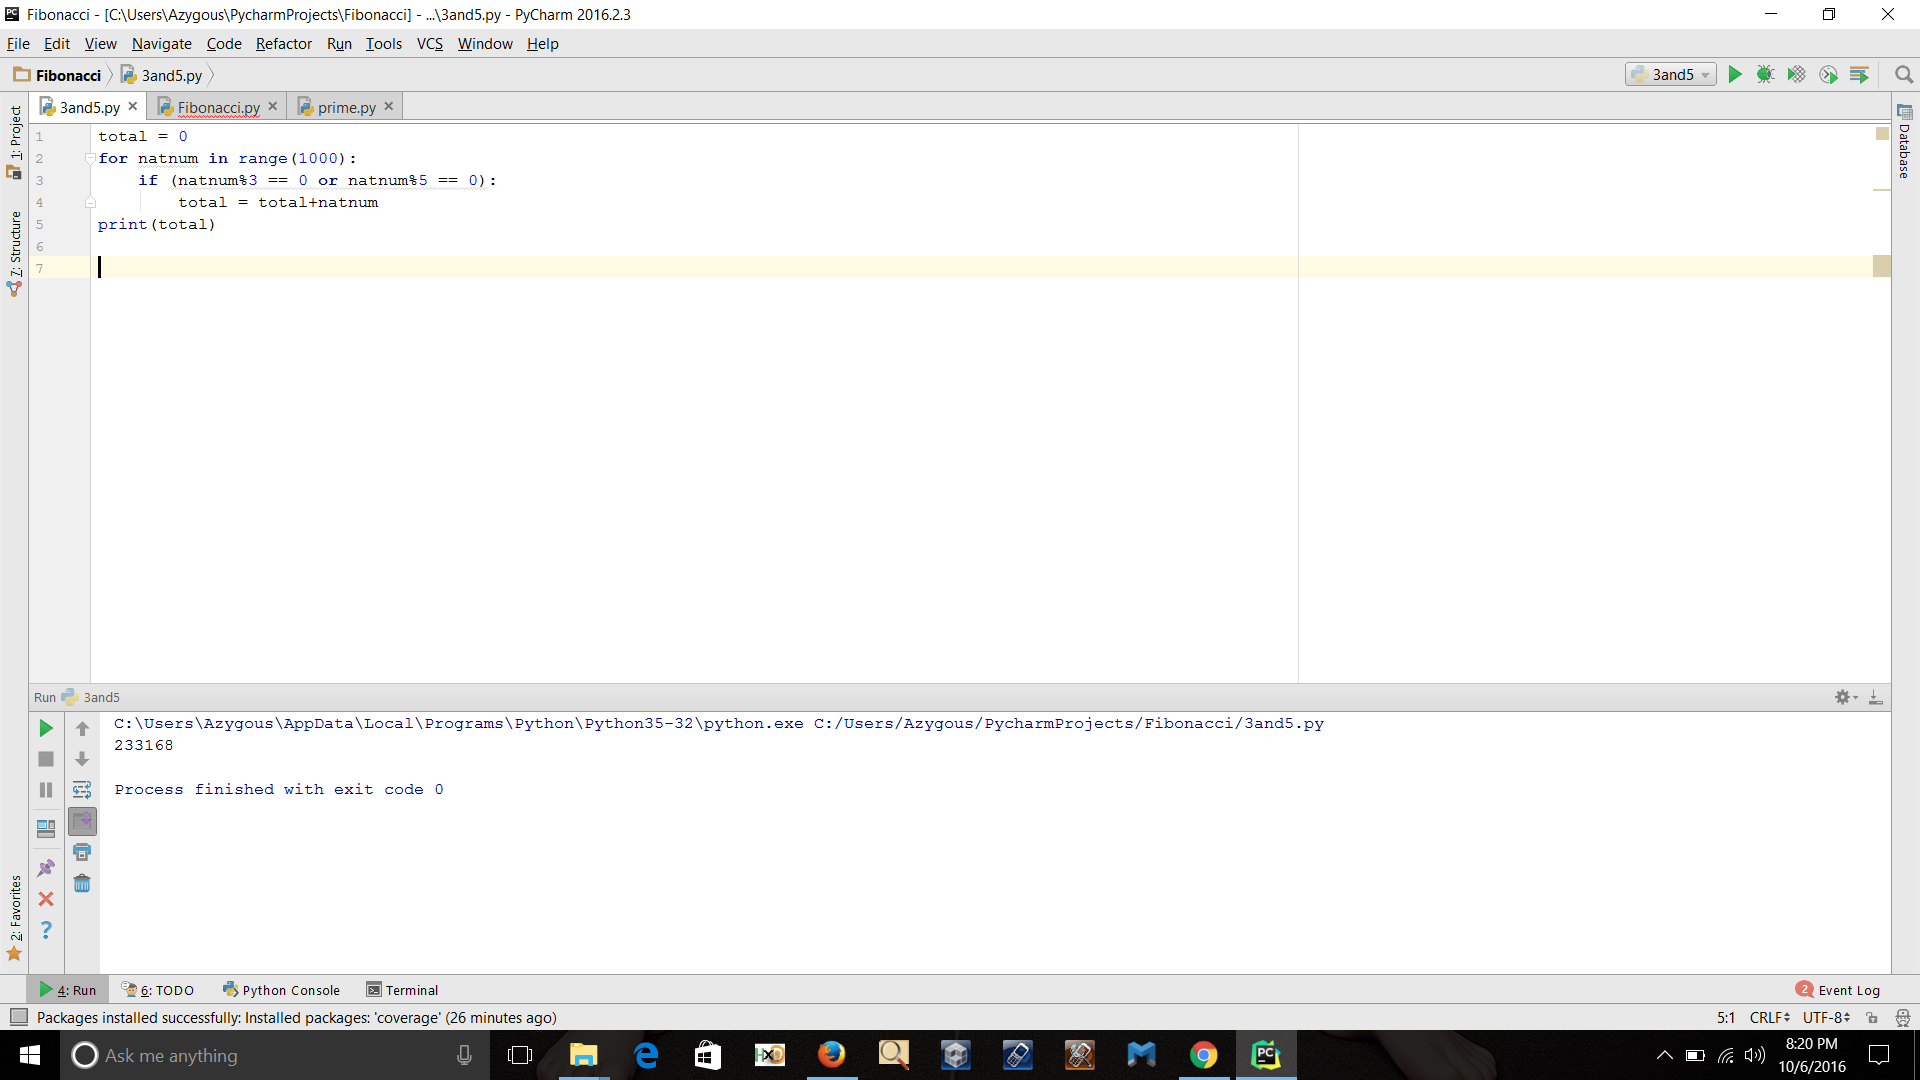 Fibonacci - [C:\Users\Azygous\PycharmProjects\Fibonacci] - ...\3and5.py - PyCharm 2016.2.3
File Edit View Navigate Code Refactor Run Tools VCS Window Help
Fibonacci 3and5.py 3and5
3and5.py Fibonacci.py prime.py
1: Project
7: Structure
2: Favorites
Database
1 total = 0
2 for natnum in range(1000):
3 if (natnum%3 == 0 or natnum%5 == 0):
4 total = total+natnum
5 print(total)
6
7
Run 3and5
C:\Users\Azygous\AppData\Local\Programs\Python\Python35-32\python.exe C:/Users/Azygous/PycharmProjects/Fibonacci/3and5.py
233168
Process finished with exit code 0
4: Run 6: TODO Python Console Terminal 2 Event Log
Packages installed successfully: Installed packages: 'coverage' (26 minutes ago) 5:1 CRLF UTF-8
Ask me anything
HxD
PC
8:20 PM
10/6/2016